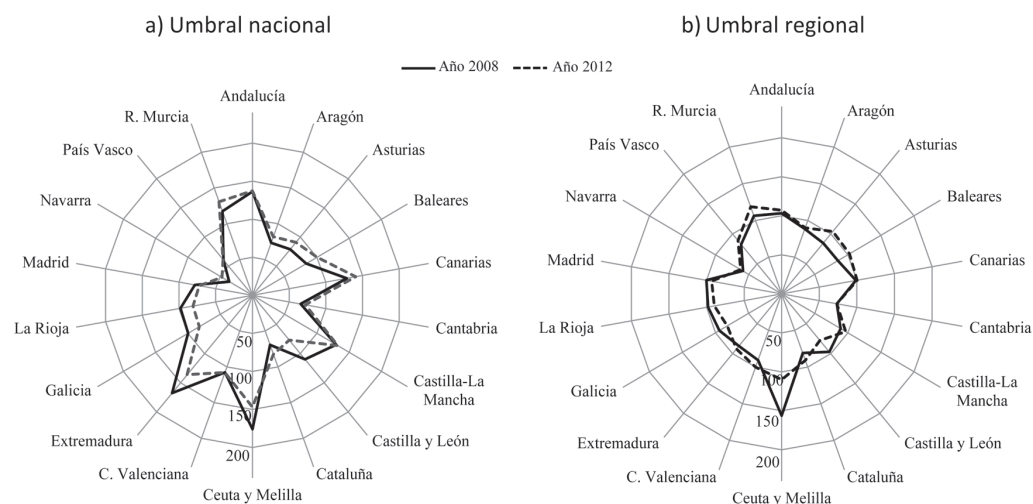 a) Umbral nacional
b) Umbral regional
Año 2008
Año 2012
Andalucía
Aragón
Asturias
Baleares
Canarias
Cantabria
Castilla-La
Mancha
Castilla y León
Cataluña
Ceuta y Melilla
C. Valenciana
Extremadura
Galicia
La Rioja
Madrid
Navarra
País Vasco
R. Murcia
50
100
150
200
Andalucía
Aragón
Asturias
Baleares
Canarias
Cantabria
Castilla-La
Mancha
Castilla y León
Cataluña
Ceuta y Melilla
C. Valenciana
Extremadura
Galicia
La Rioja
Madrid
Navarra
País Vasco
R. Murcia
50
100
150
200